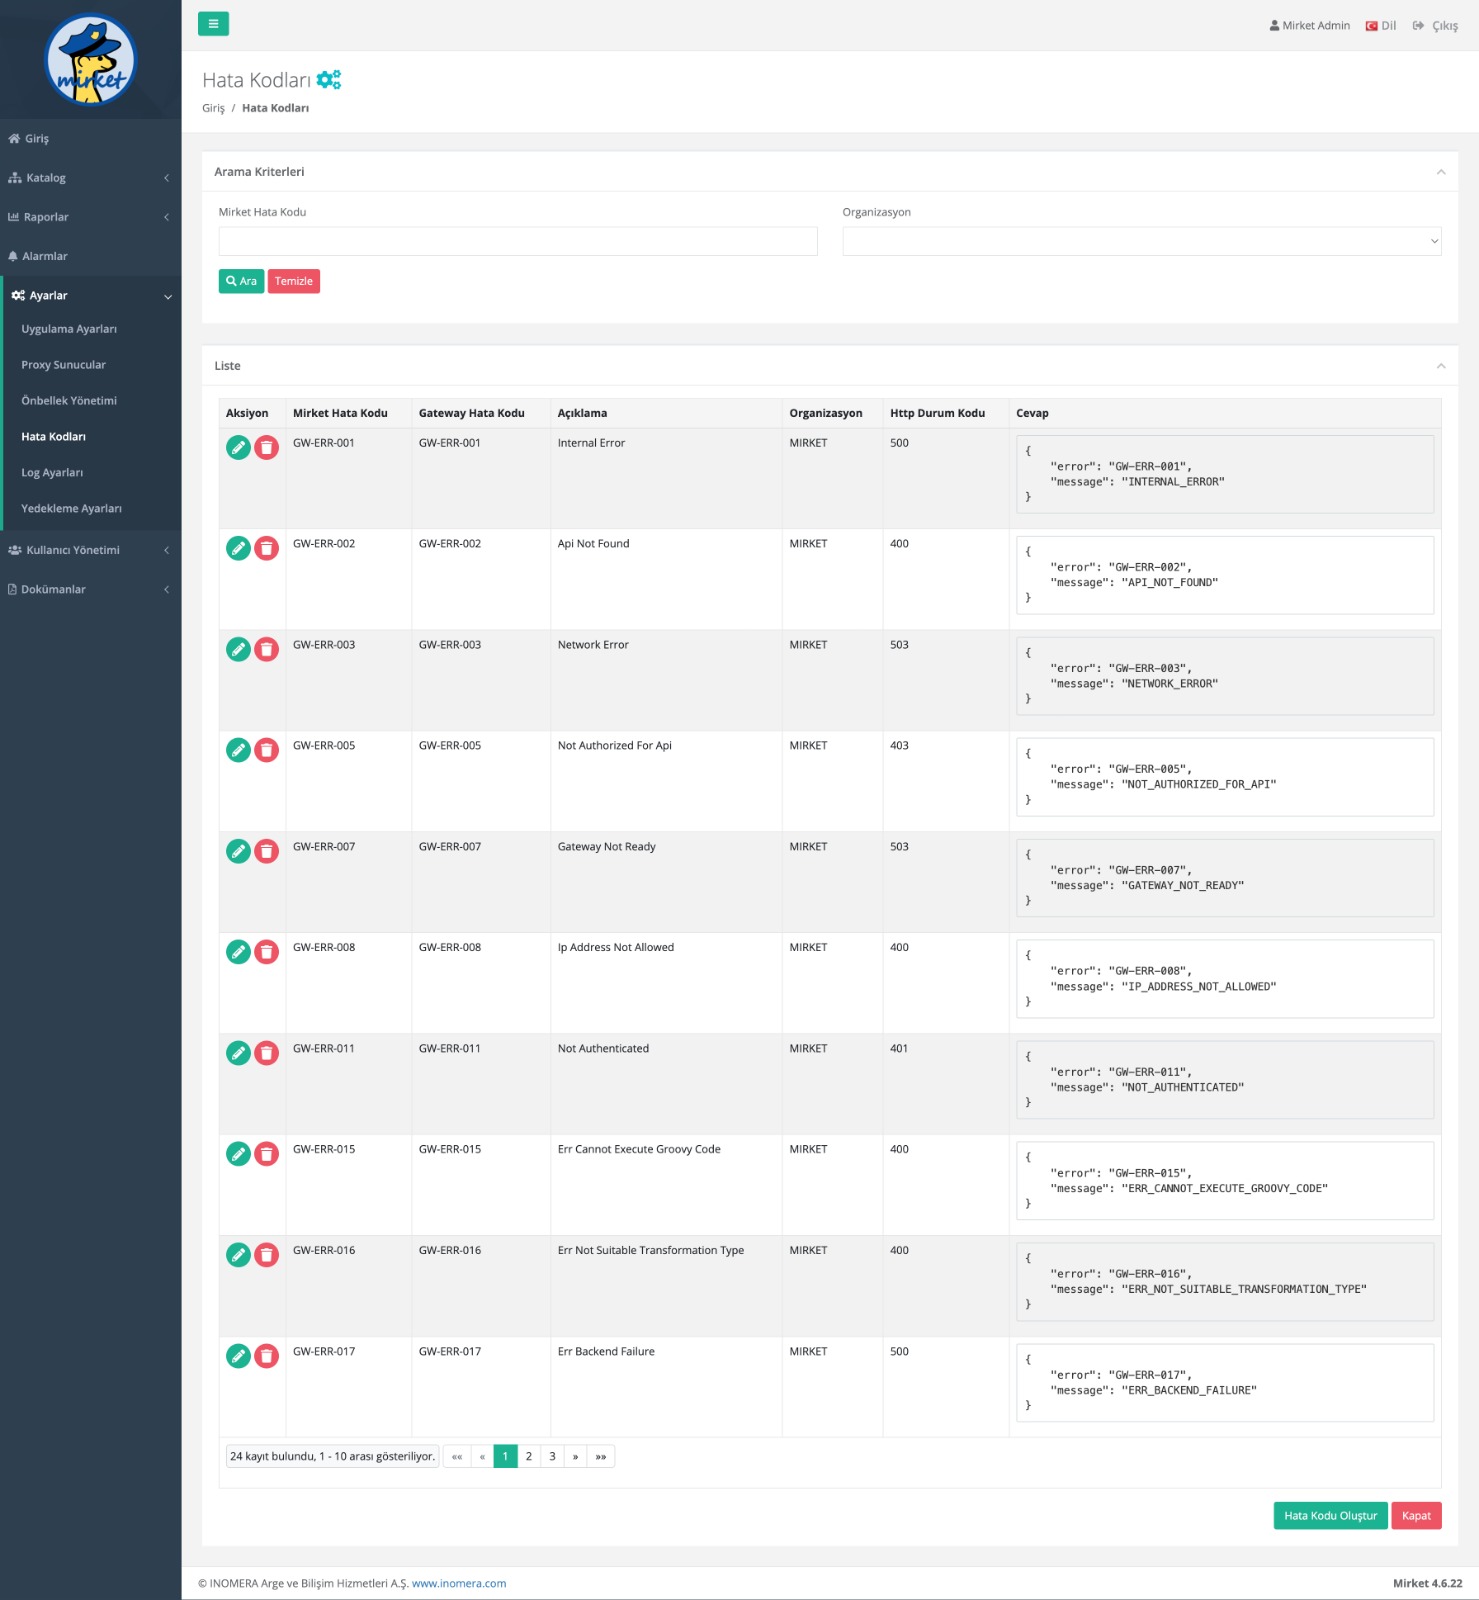 mirket
Mirket Admin Dil Çıkış
Hata Kodları
Giriş / Hata Kodları
Giriş
Katalog
Raporlar
Alarmlar
Ayarlar
Uygulama Ayarları
Proxy Sunucular
Önbellek Yönetimi
Hata Kodları
Log Ayarları
Yedekleme Ayarları
Kullanıcı Yönetimi
Dokümanlar
Arama Kriterleri
Mirket Hata Kodu Organizasyon
Ara Temizle
Liste
Aksiyon Mirket Hata Kodu Gateway Hata Kodu Açıklama Organizasyon Http Durum Kodu Cevap
GW-ERR-001 GW-ERR-001 Internal Error MIRKET 500
{
"error": "GW-ERR-001",
"message": "INTERNAL_ERROR"
}
GW-ERR-002 GW-ERR-002 Api Not Found MIRKET 400
{
"error": "GW-ERR-002",
"message": "API_NOT_FOUND"
}
GW-ERR-003 GW-ERR-003 Network Error MIRKET 503
{
"error": "GW-ERR-003",
"message": "NETWORK_ERROR"
}
GW-ERR-005 GW-ERR-005 Not Authorized For Api MIRKET 403
{
"error": "GW-ERR-005",
"message": "NOT_AUTHORIZED_FOR_API"
}
GW-ERR-007 GW-ERR-007 Gateway Not Ready MIRKET 503
{
"error": "GW-ERR-007",
"message": "GATEWAY_NOT_READY"
}
GW-ERR-008 GW-ERR-008 Ip Address Not Allowed MIRKET 400
{
"error": "GW-ERR-008",
"message": "IP_ADDRESS_NOT_ALLOWED"
}
GW-ERR-011 GW-ERR-011 Not Authenticated MIRKET 401
{
"error": "GW-ERR-011",
"message": "NOT_AUTHENTICATED"
}
GW-ERR-015 GW-ERR-015 Err Cannot Execute Groovy Code MIRKET 400
{
"error": "GW-ERR-015",
"message": "ERR_CANNOT_EXECUTE_GROOVY_CODE"
}
GW-ERR-016 GW-ERR-016 Err Not Suitable Transformation Type MIRKET 400
{
"error": "GW-ERR-016",
"message": "ERR_NOT_SUITABLE_TRANSFORMATION_TYPE"
}
GW-ERR-017 GW-ERR-017 Err Backend Failure MIRKET 500
{
"error": "GW-ERR-017",
"message": "ERR_BACKEND_FAILURE"
}
24 kayıt bulundu, 1 - 10 arası gösteriliyor. «« « 1 2 3 » »»
Hata Kodu Oluştur Kapat
© INOMERA Arge ve Bilişim Hizmetleri A.Ş. www.inomera.com Mirket 4.6.22